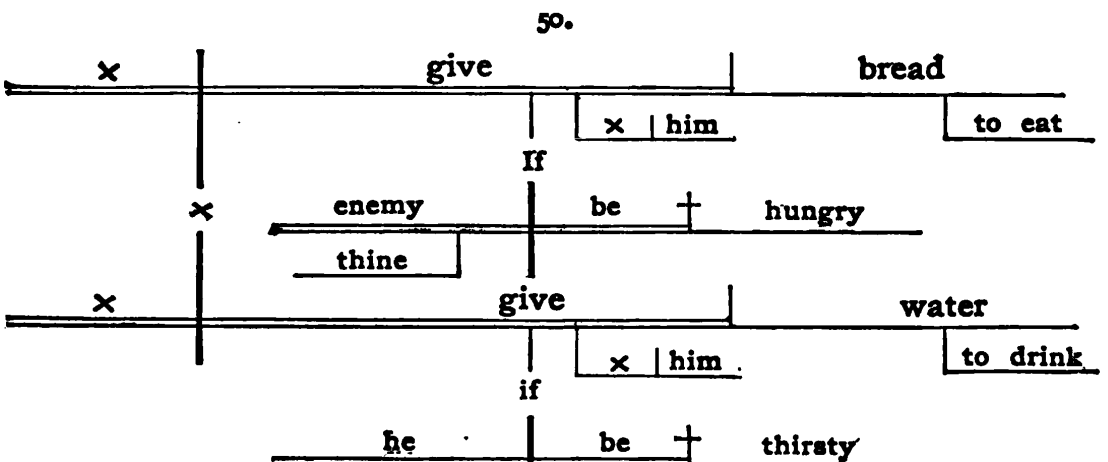 50.
× give bread
× him to eat
If
× enemy be hungry
thine
× give water
× him to drink
if
he be thirsty